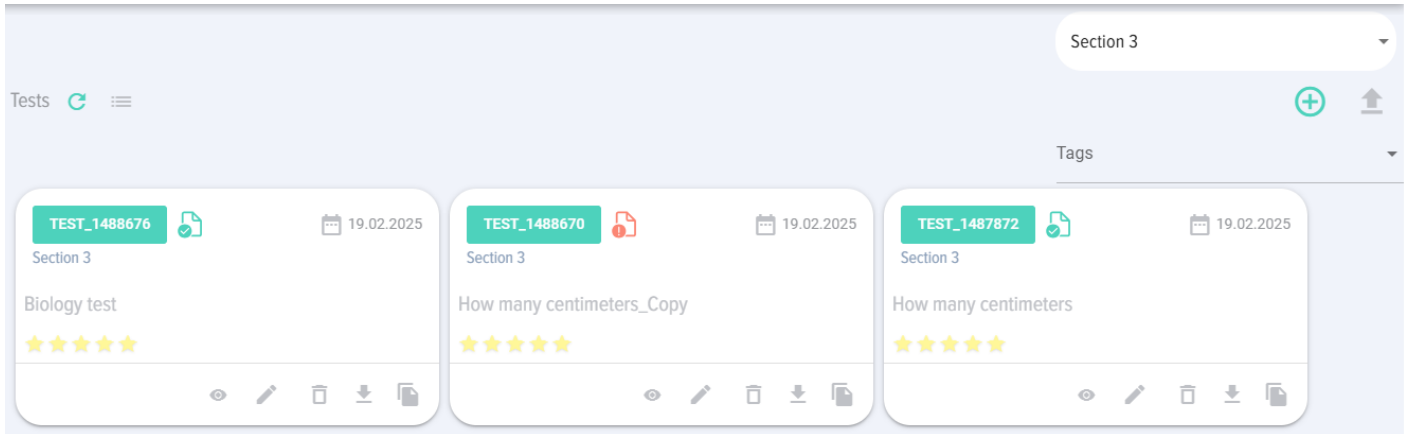 Section 3
Tests
Tags
TEST_1488676 19.02.2025
Section 3
Biology test
TEST_1488670 19.02.2025
Section 3
How many centimeters_Copy
TEST_1487872 19.02.2025
Section 3
How many centimeters